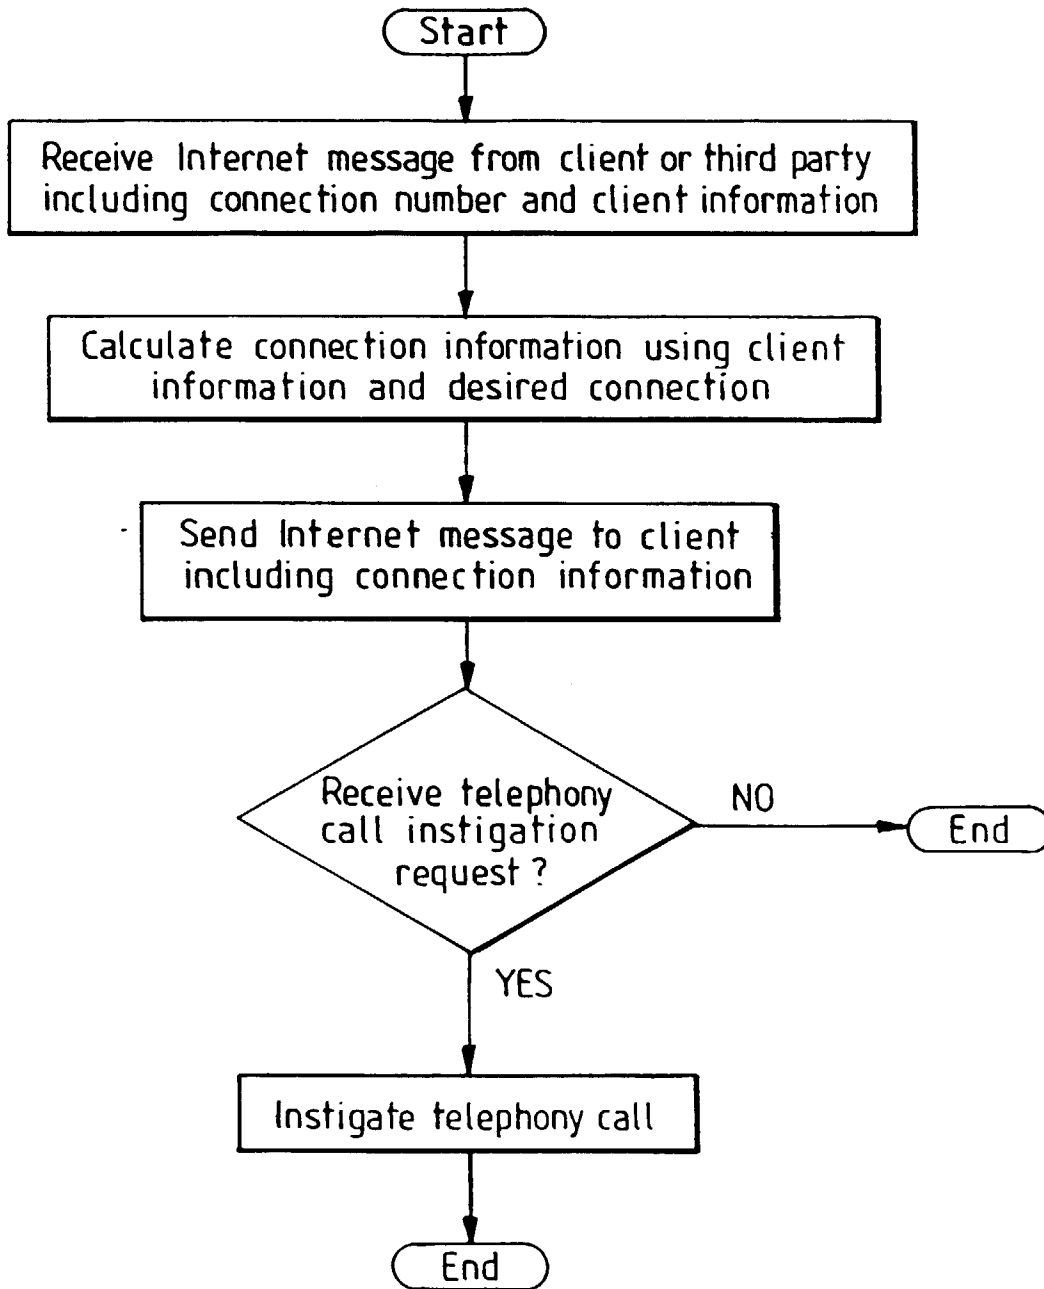 Start
Receive Internet message from client or third party
including connection number and client information
Calculate connection information using client
information and desired connection
Send Internet message to client
including connection information
Receive telephony
call instigation
request ?
NO
End
YES
Instigate telephony call
End